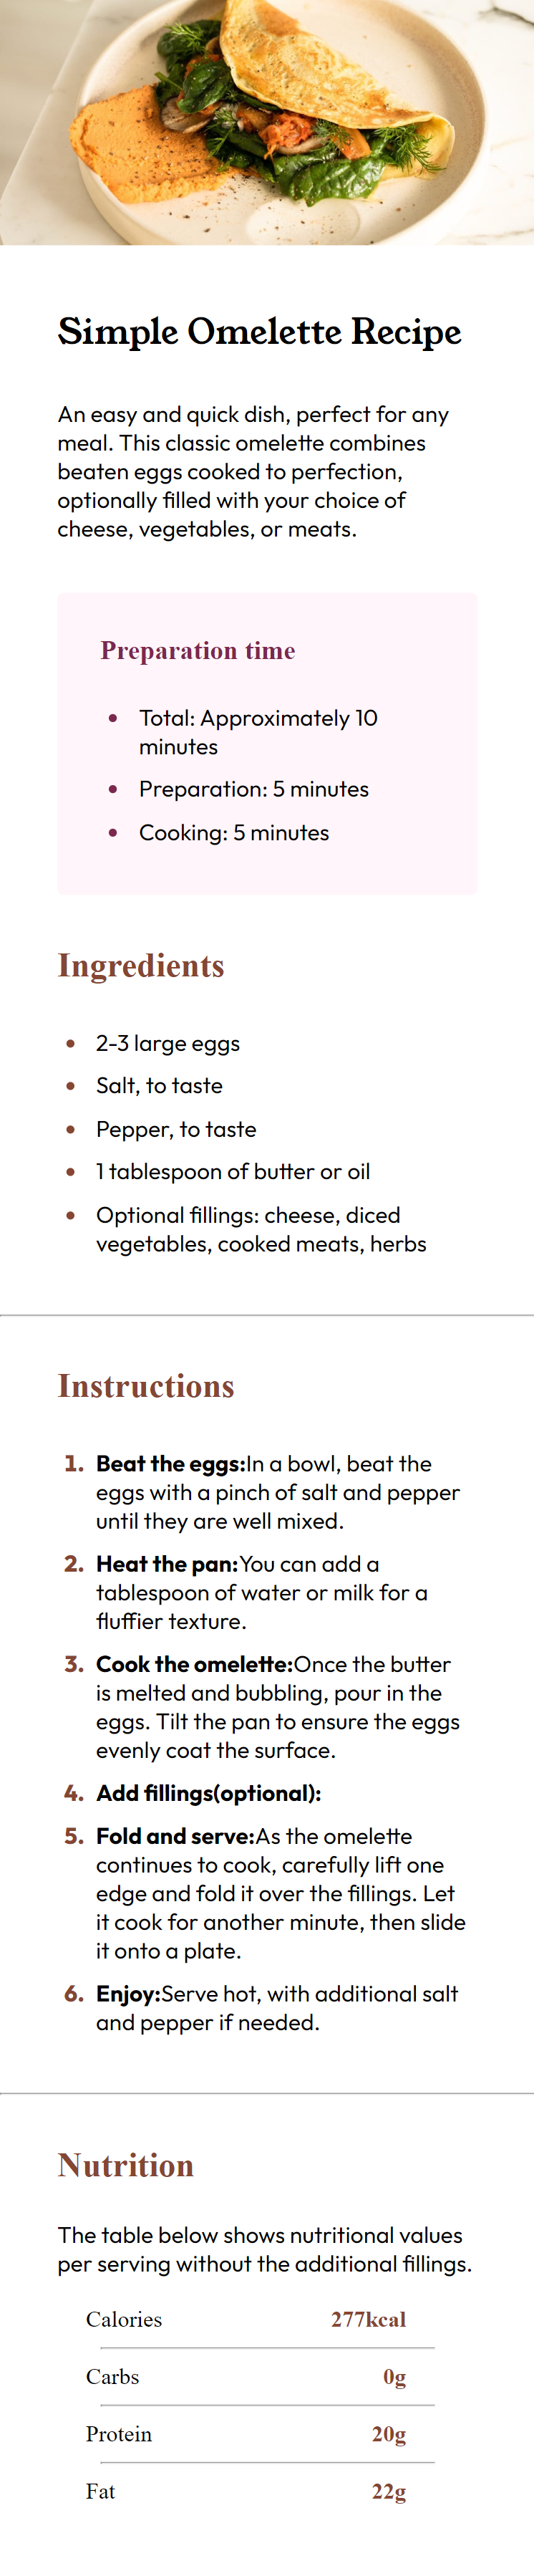 Simple Omelette Recipe
An easy and quick dish, perfect for any
meal. This classic omelette combines
beaten eggs cooked to perfection,
optionally filled with your choice of
cheese, vegetables, or meats.
Preparation time
• Total: Approximately 10
minutes
• Preparation: 5 minutes
• Cooking: 5 minutes
Ingredients
• 2-3 large eggs
• Salt, to taste
• Pepper, to taste
• 1 tablespoon of butter or oil
• Optional fillings: cheese, diced
vegetables, cooked meats, herbs
Instructions
1. Beat the eggs:In a bowl, beat the
eggs with a pinch of salt and pepper
until they are well mixed.
2. Heat the pan:You can add a
tablespoon of water or milk for a
fluffier texture.
3. Cook the omelette:Once the butter
is melted and bubbling, pour in the
eggs. Tilt the pan to ensure the eggs
evenly coat the surface.
4. Add fillings(optional):
5. Fold and serve:As the omelette
continues to cook, carefully lift one
edge and fold it over the fillings. Let
it cook for another minute, then slide
it onto a plate.
6. Enjoy:Serve hot, with additional salt
and pepper if needed.
Nutrition
The table below shows nutritional values
per serving without the additional fillings.
Calories 277kcal
Carbs 0g
Protein 20g
Fat 22g